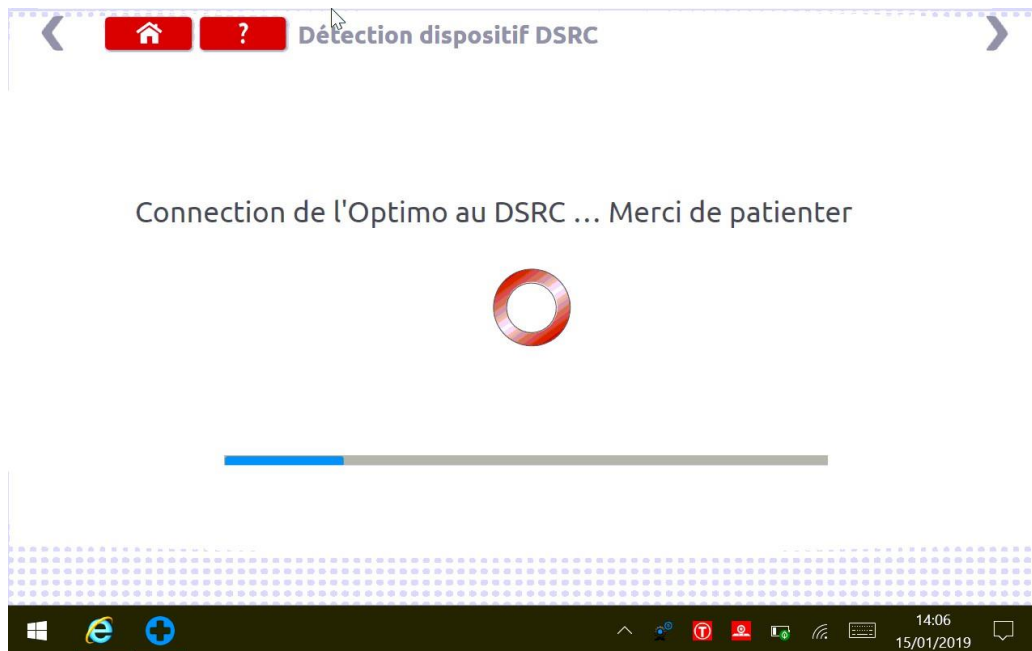 ? Détection dispositif DSRC
Connection de l'Optimo au DSRC ... Merci de patienter
14:06
15/01/2019